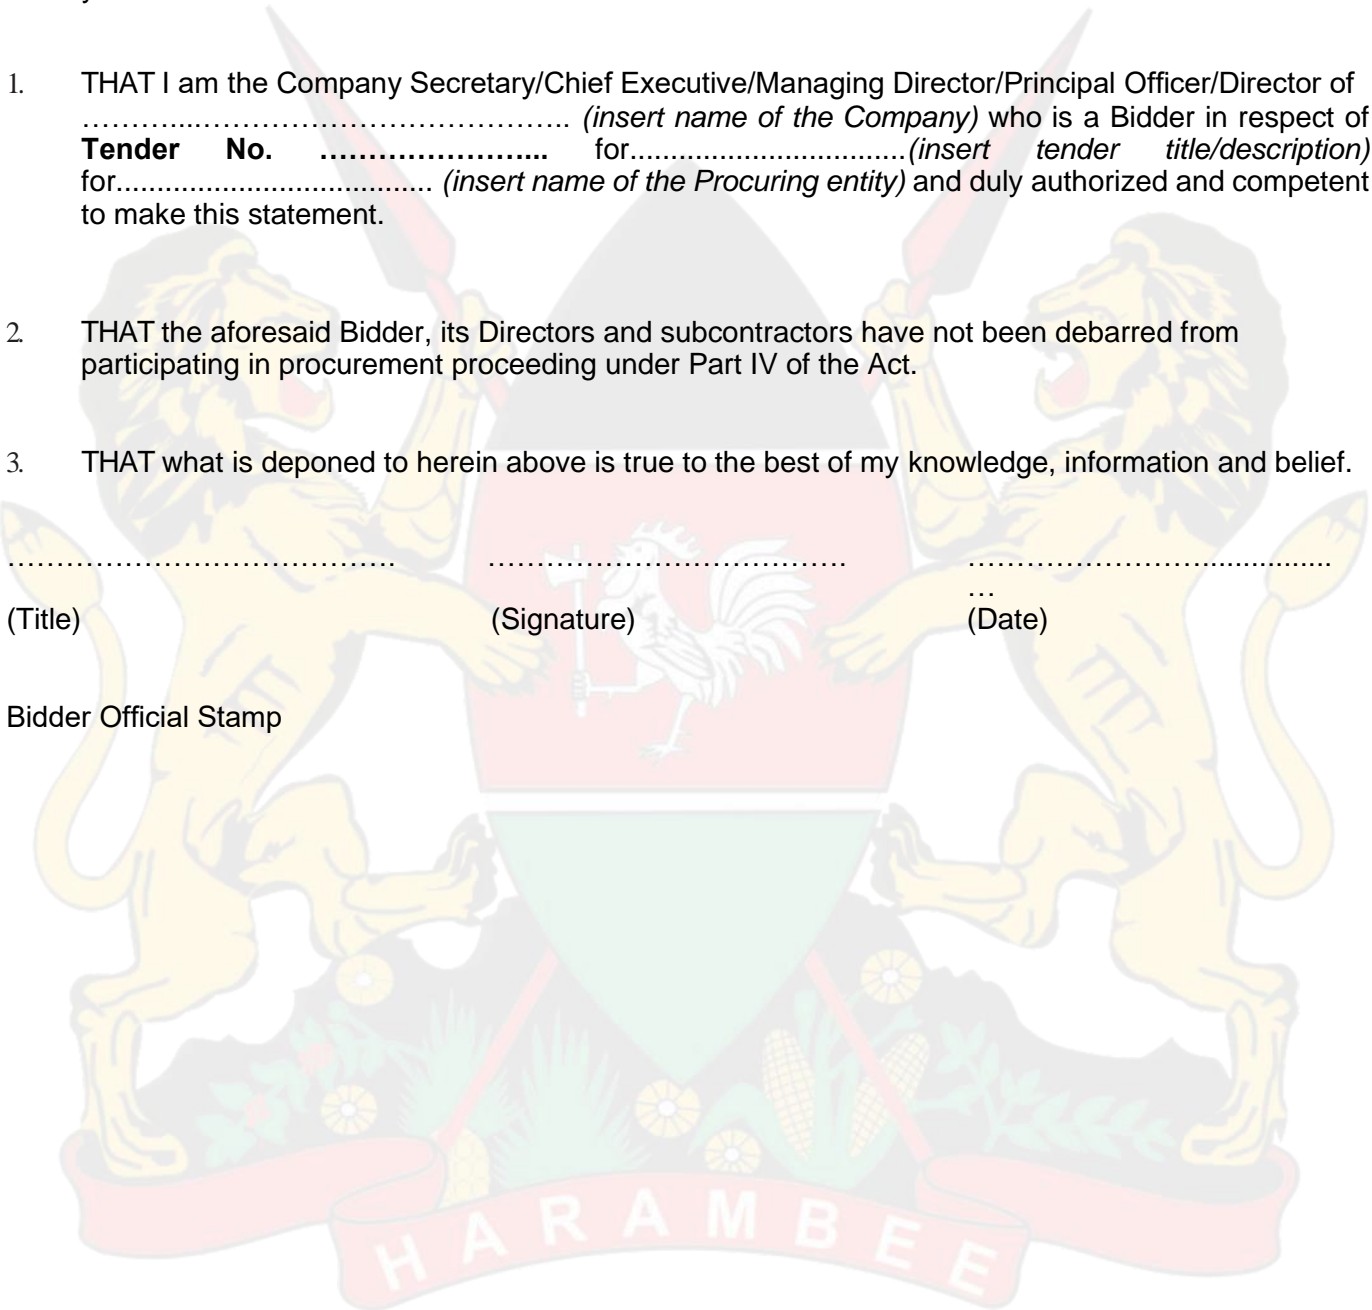 1. THAT I am the Company Secretary/Chief Executive/Managing Director/Principal Officer/Director of
………...……………………………….. (insert name of the Company) who is a Bidder in respect of
Tender No. …………………... for..................................(insert tender title/description)
for....................................... (insert name of the Procuring entity) and duly authorized and competent
to make this statement.
2. THAT the aforesaid Bidder, its Directors and subcontractors have not been debarred from
participating in procurement proceeding under Part IV of the Act.
3. THAT what is deponed to herein above is true to the best of my knowledge, information and belief.
…………………………………. ………………………………. ……………………................
…
(Title) (Signature) (Date)
Bidder Official Stamp
HARAMBEE